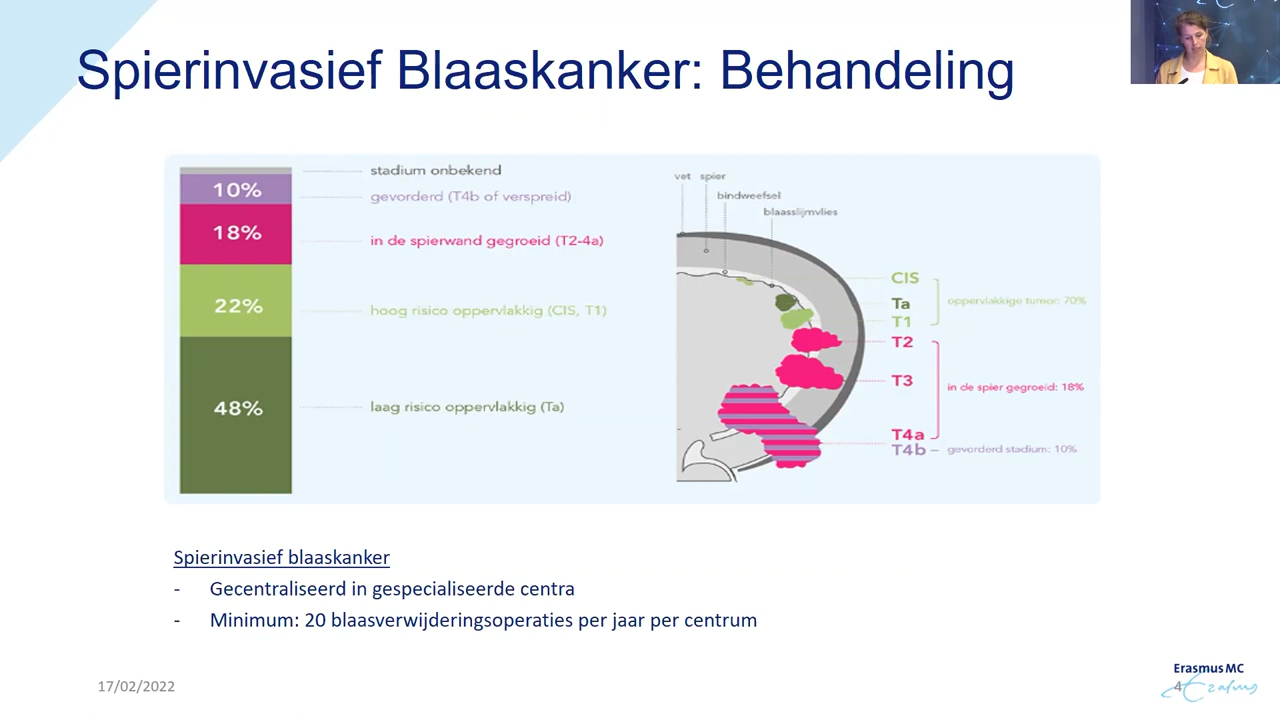 Spierinvasief Blaaskanker: Behandeling
10%
18%
22%
48%
stadium onbekend
gevorderd (T4b of verspreid)
in de spierwand gegroeid (T2-4a)
hoog risico oppervlakkig (CIS, T1)
laag risico oppervlakkig (Ta)
vet spier
bindweefsel
blaasslijmvlies
CIS
Ta
T1
oppervlakkige tumor: 70%
T2
T3
T4a
in de spier gegroeid: 18%
T4b – gevorderd stadium: 10%
Spierinvasief blaaskanker
- Gecentraliseerd in gespecialiseerde centra
- Minimum: 20 blaasverwijderingsoperaties per jaar per centrum
17/02/2022
Erasmus MC
4
Erasmus